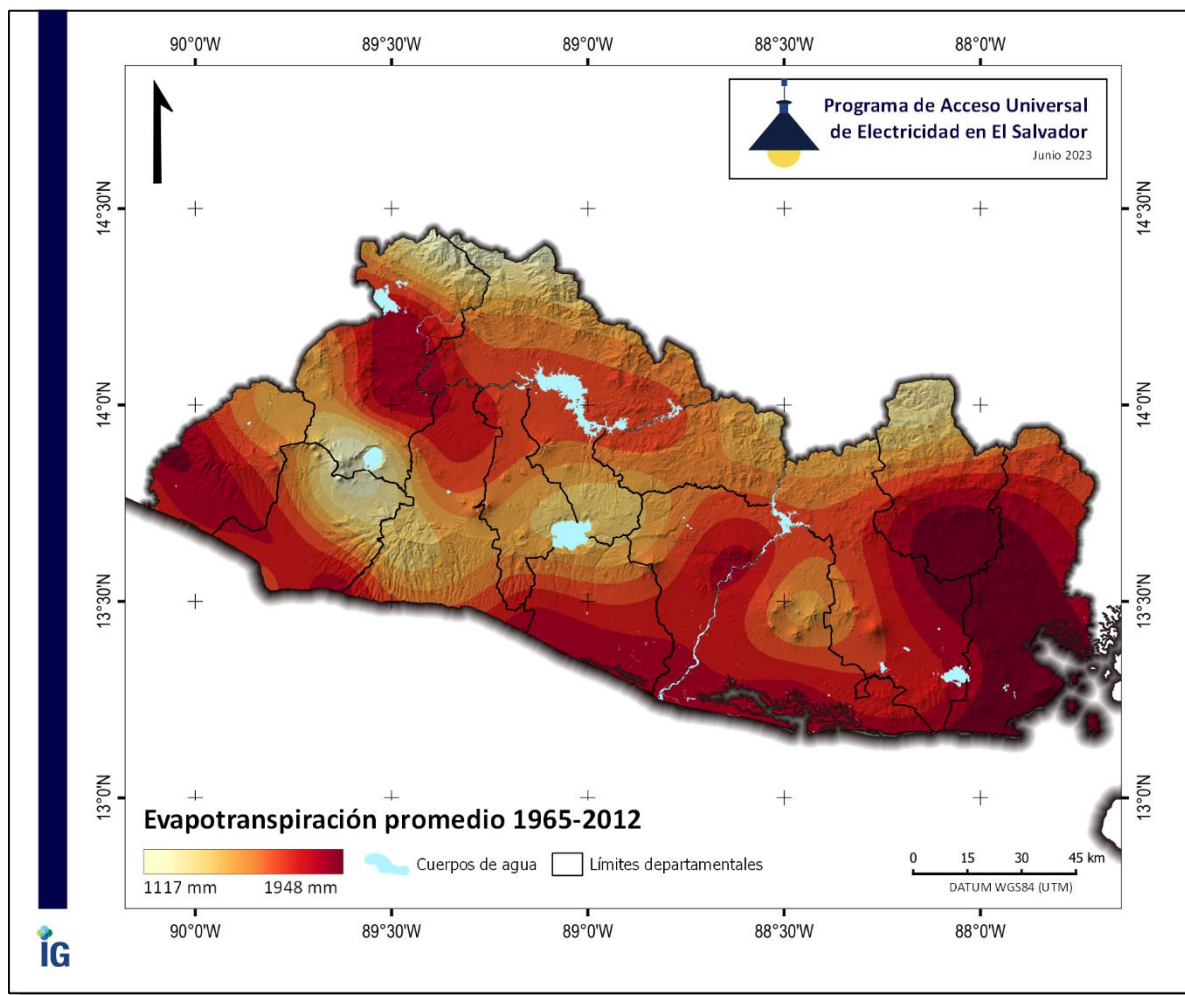 90°0'W 89°30'W 89°0'W 88°30'W 88°0'W
Programa de Acceso Universal
de Electricidad en El Salvador
Junio 2023
14°30'N 14°30'N
14°0'N 14°0'N
13°30'N 13°30'N
13°0'N 13°0'N
Evapotranspiración promedio 1965-2012
1117 mm 1948 mm
Cuerpos de agua
Límites departamentales
0 15 30 45 km
DATUM WGS84 (UTM)
90°0'W 89°30'W 89°0'W 88°30'W 88°0'W
IG